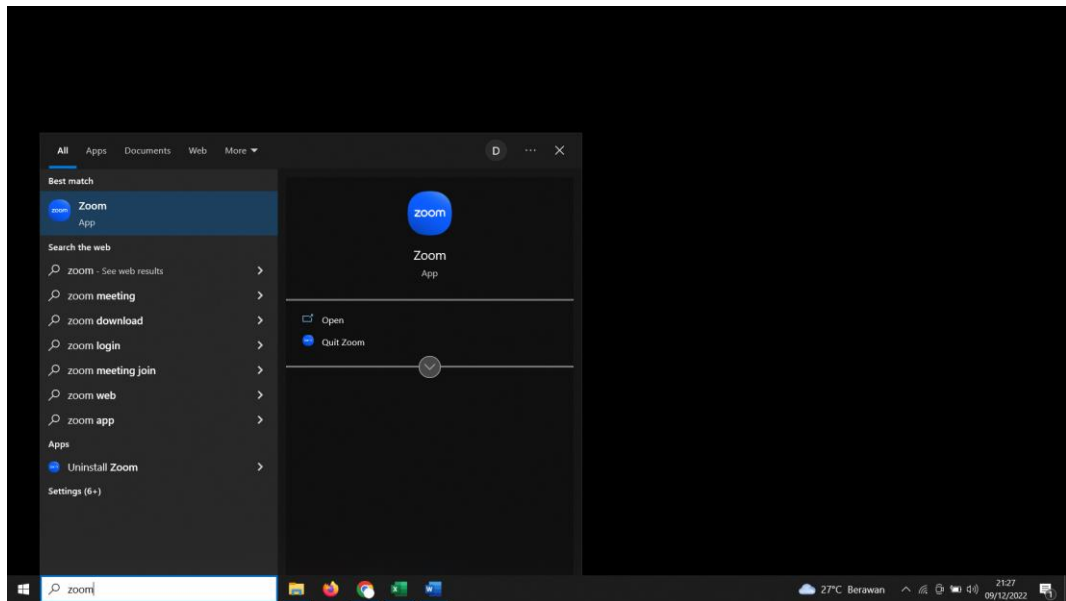 All Apps Documents Web More D
Best match
zoom Zoom
App
Search the web
zoom - See web results
zoom meeting
zoom download
zoom login
zoom meeting join
zoom web
zoom app
Apps
Uninstall Zoom
Settings (6+)
zoom
Zoom
App
Open
Quit Zoom
zoom
27°C Berawan
21:27
09/12/2022
1